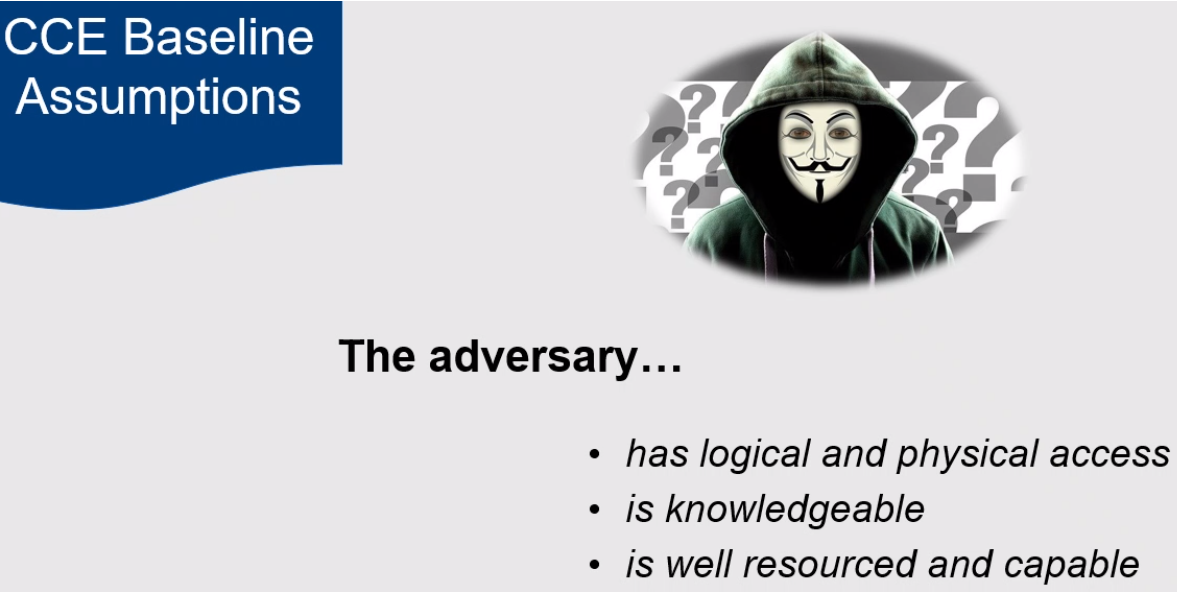 CCE Baseline
Assumptions
The adversary…
• has logical and physical access
• is knowledgeable
• is well resourced and capable